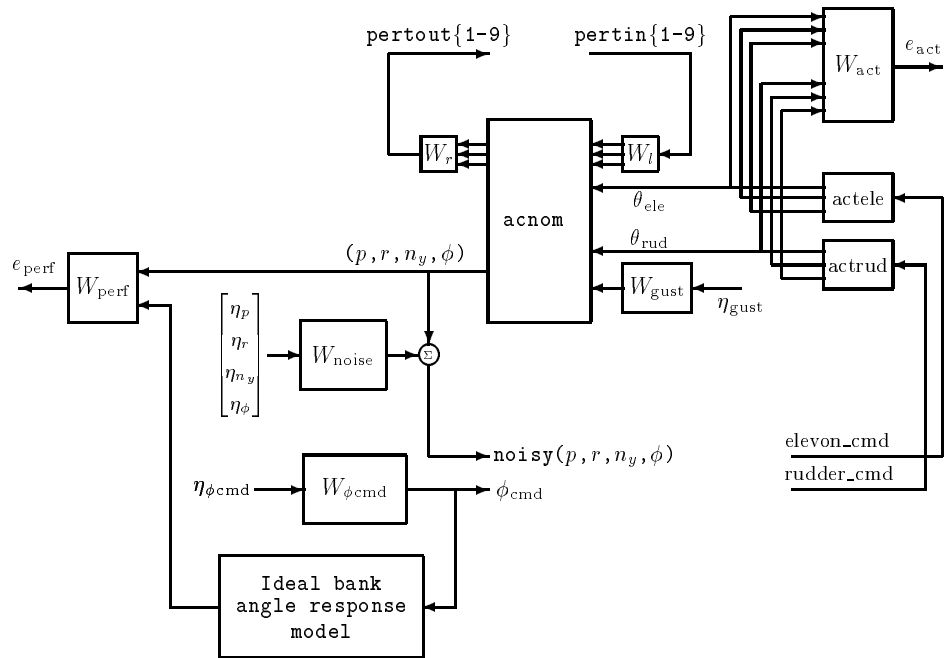 pertout{1-9}
pertin{1-9}
W_act
e_act
W_r
W_l
acnom
θ_ele
actele
θ_rud
actrud
(p,r,n_y,φ)
e_perf
W_perf
W_gust
η_gust
η_p
η_r
η_{n_y}
η_φ
W_noise
Σ
elevon_cmd
noisy(p,r,n_y,φ)
rudder_cmd
η_φcmd
W_φcmd
φ_cmd
Ideal bank
angle response
model